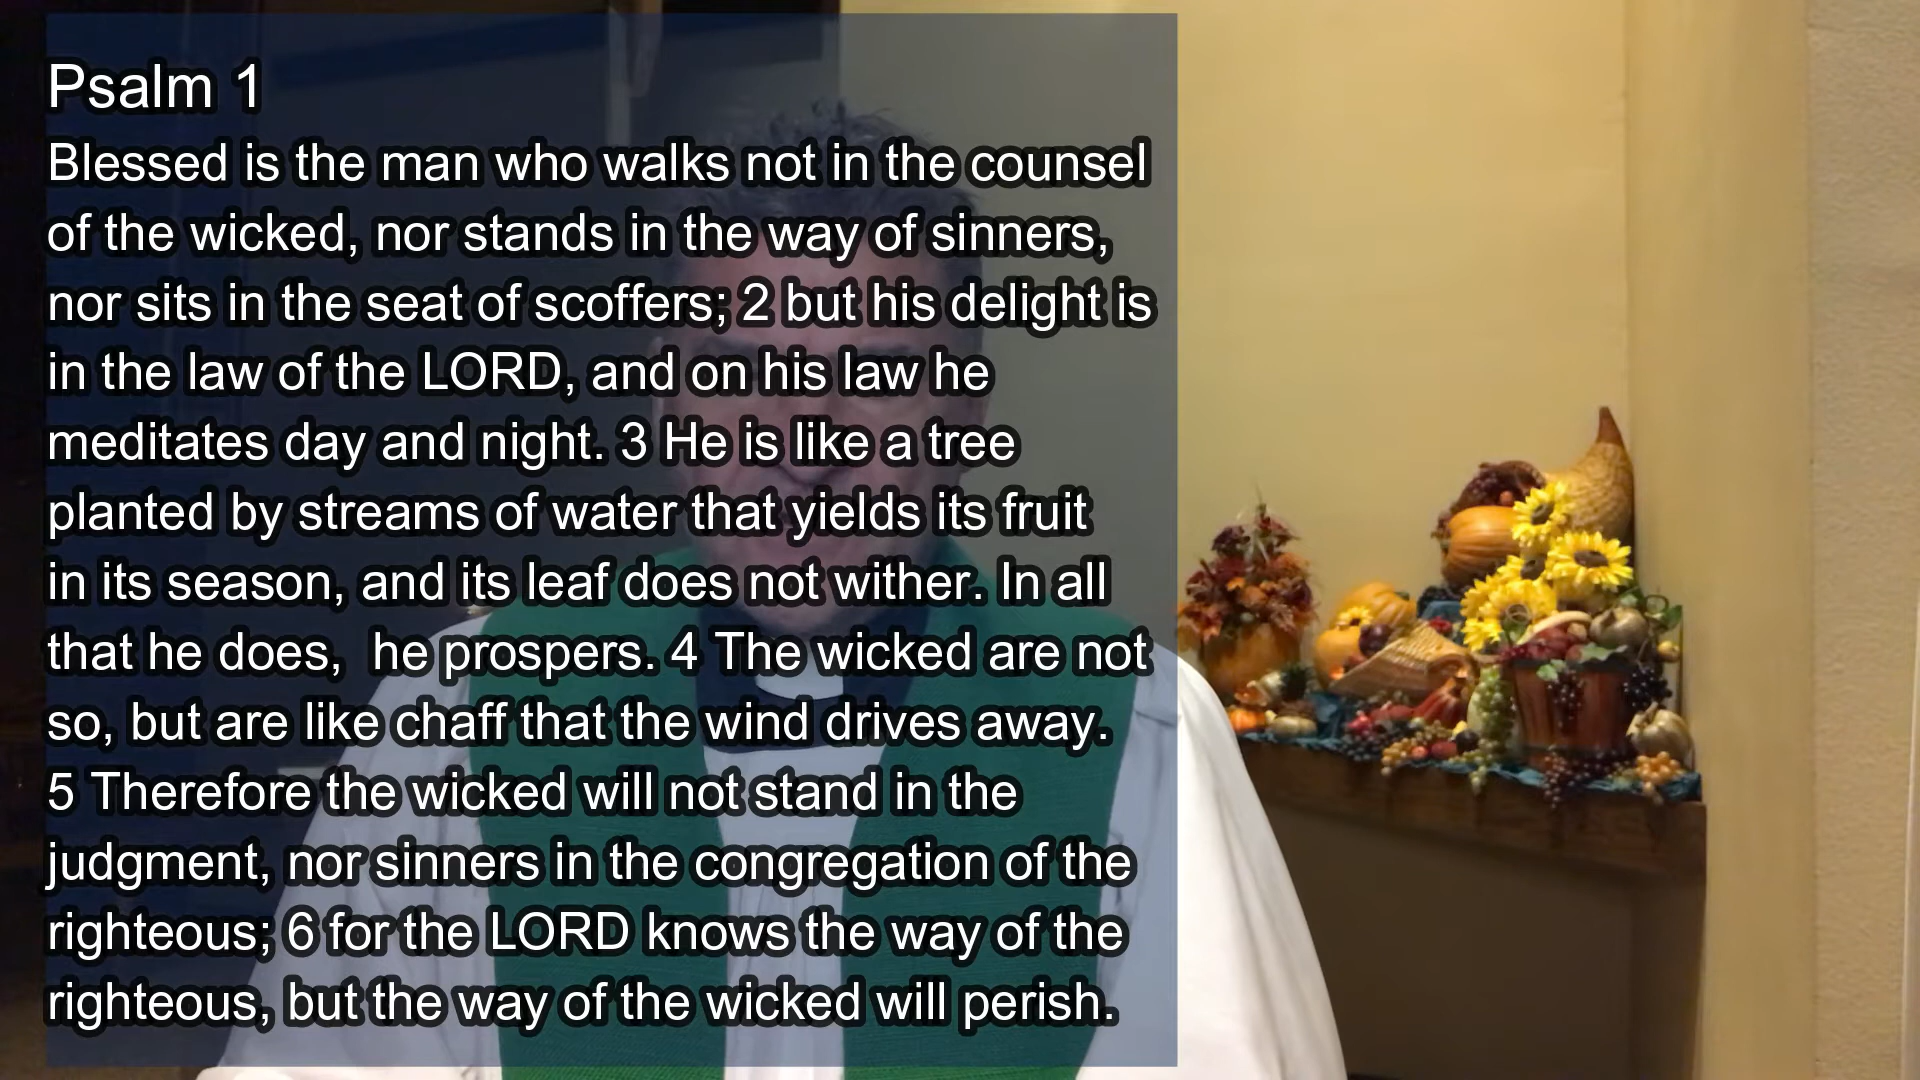 Psalm 1
Blessed is the man who walks not in the counsel
of the wicked, nor stands in the way of sinners,
nor sits in the seat of scoffers; 2 but his delight is
in the law of the LORD, and on his law he
meditates day and night. 3 He is like a tree
planted by streams of water that yields its fruit
in its season, and its leaf does not wither. In all
that he does,  he prospers. 4 The wicked are not
so, but are like chaff that the wind drives away.
5 Therefore the wicked will not stand in the
judgment, nor sinners in the congregation of the
righteous; 6 for the LORD knows the way of the
righteous, but the way of the wicked will perish.